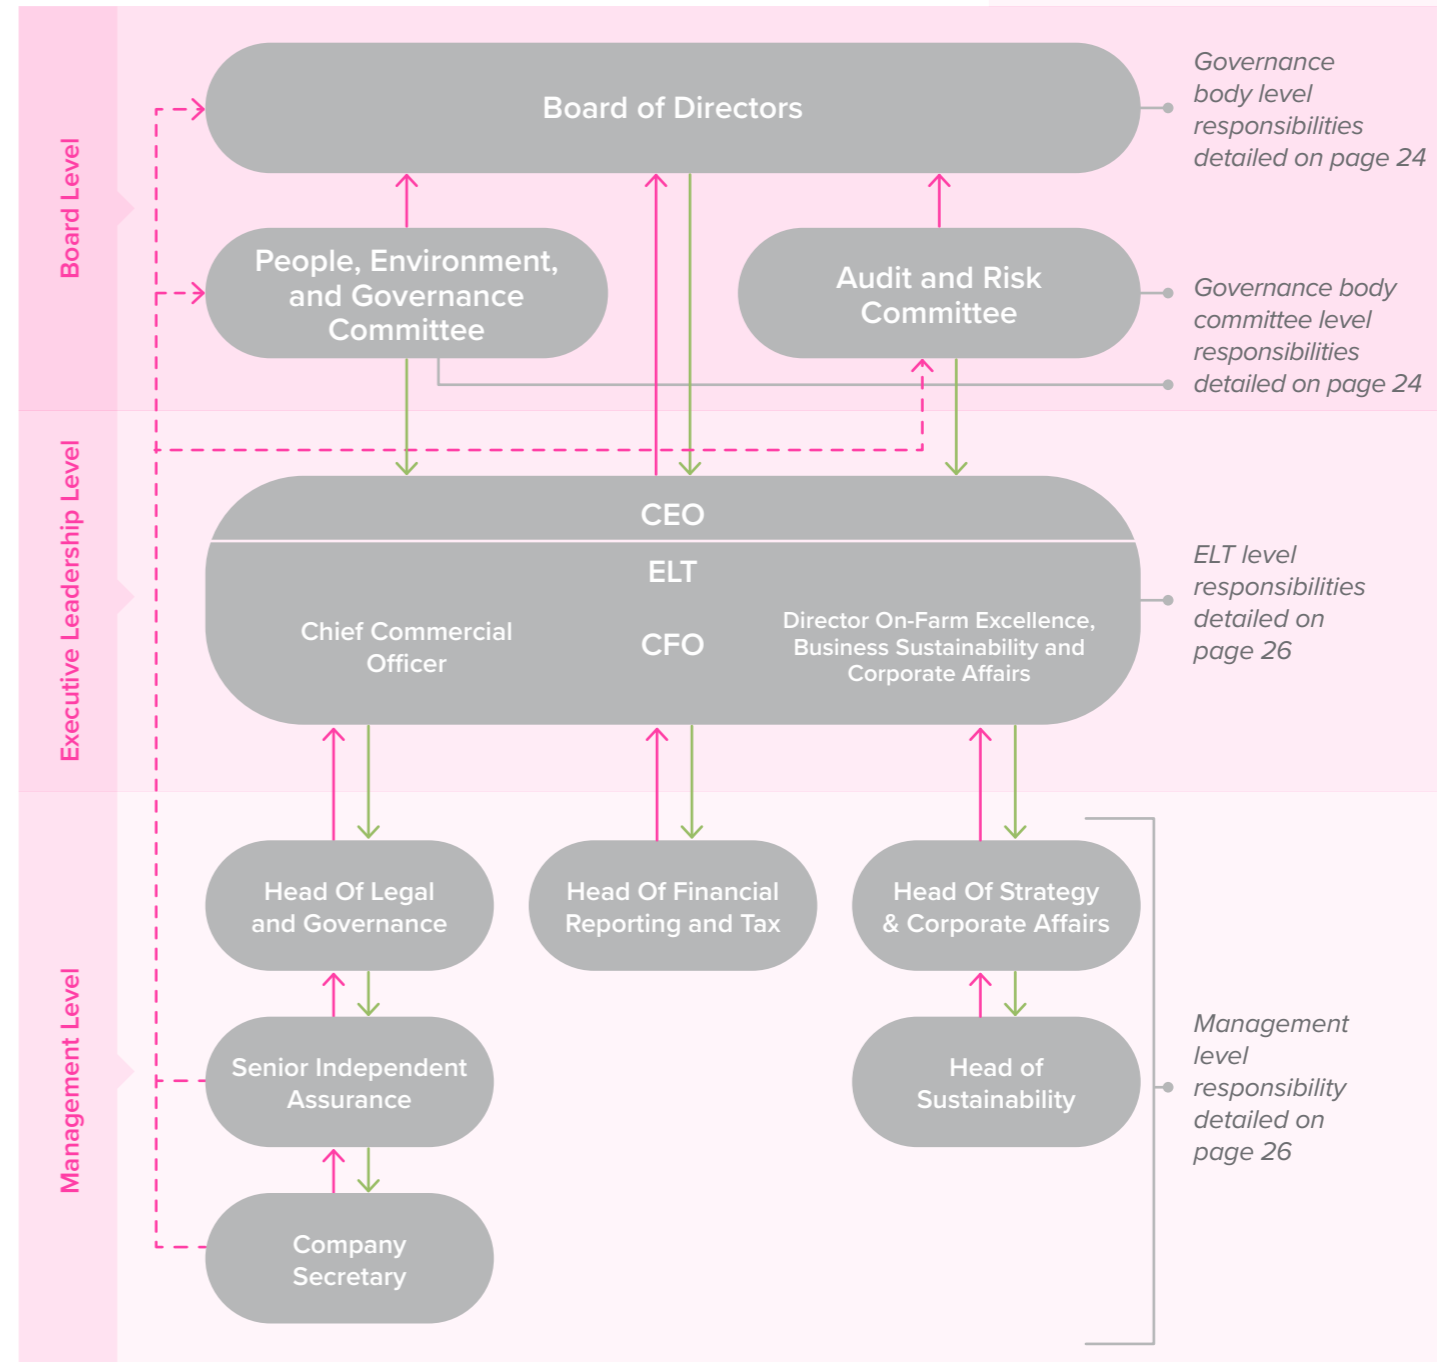 Board Level
Board of Directors
Governance
body level
responsibilities
detailed on page 24
People, Environment,
and Governance
Committee
Audit and Risk
Committee
Governance body
committee level
responsibilities
detailed on page 24
Executive Leadership Level
CEO
ELT
Chief Commercial
Officer
CFO
Director On-Farm Excellence,
Business Sustainability and
Corporate Affairs
ELT level
responsibilities
detailed on
page 26
Management Level
Head Of Legal
and Governance
Head Of Financial
Reporting and Tax
Head Of Strategy
& Corporate Affairs
Senior Independent
Assurance
Head of
Sustainability
Management
level
responsibility
detailed on
page 26
Company
Secretary